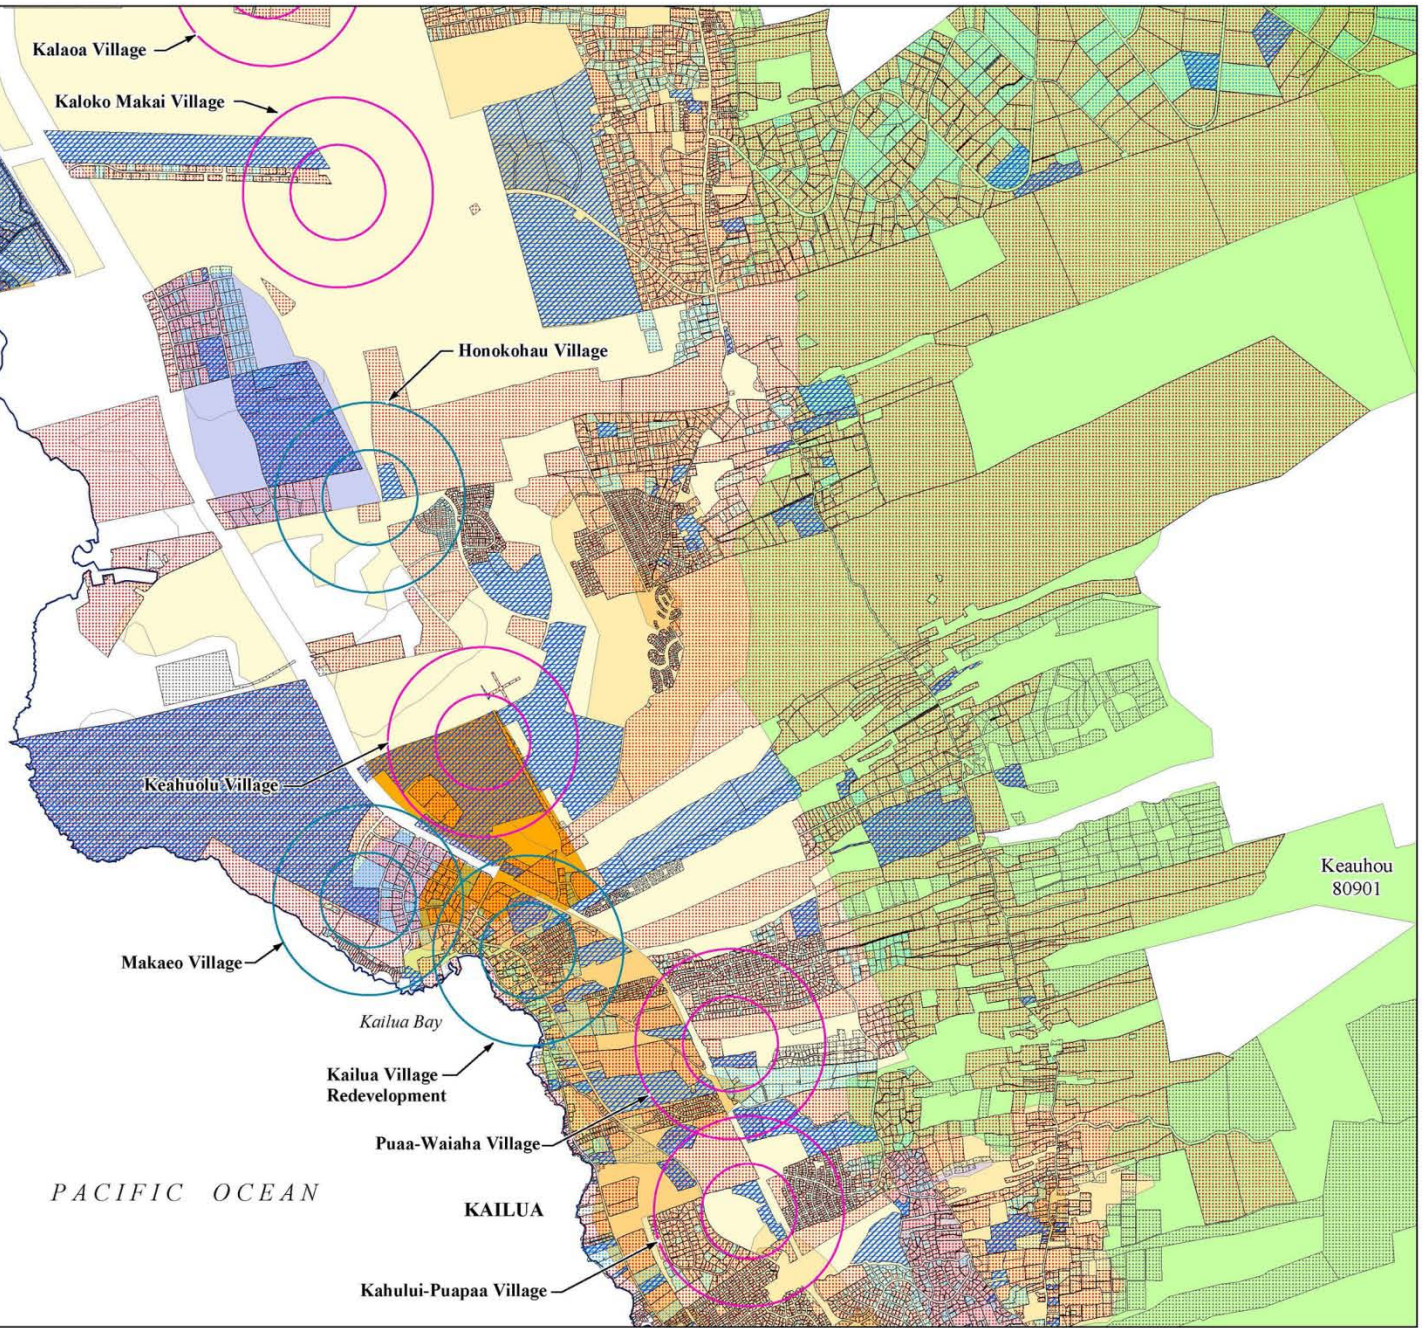 Kalaoa Village
Kaloko Makai Village
Honokohau Village
Keahuolu Village
Keauhou
80901
Makaeo Village
Kailua Bay
Kailua Village
Redevelopment
Puaa-Waiaha Village
PACIFIC OCEAN
KAILUA
Kahului-Puapaa Village